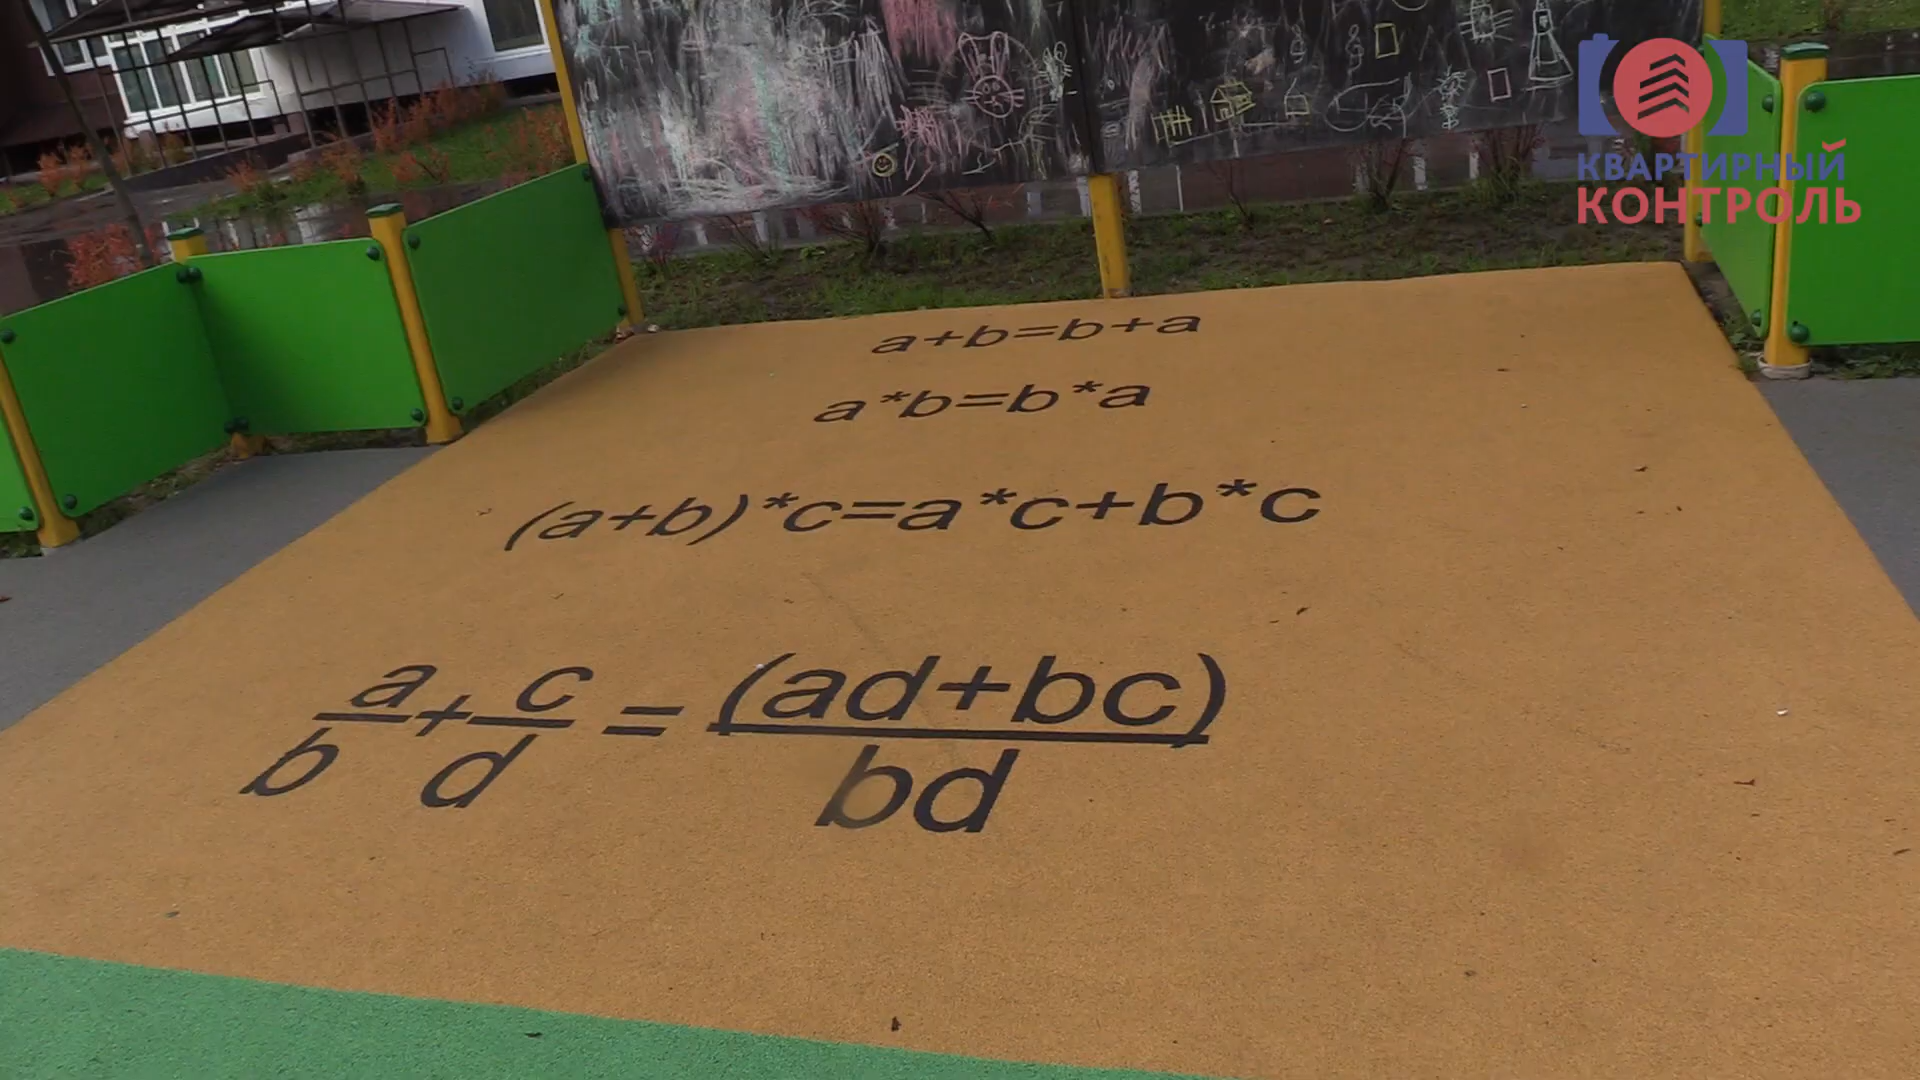 КВАРТИРНЫЙ
КОНТРОЛЬ
a+b=b+a
a*b=b*a
(a+b)*c=a*c+b*c
a/b+c/d=(ad+bc)/bd